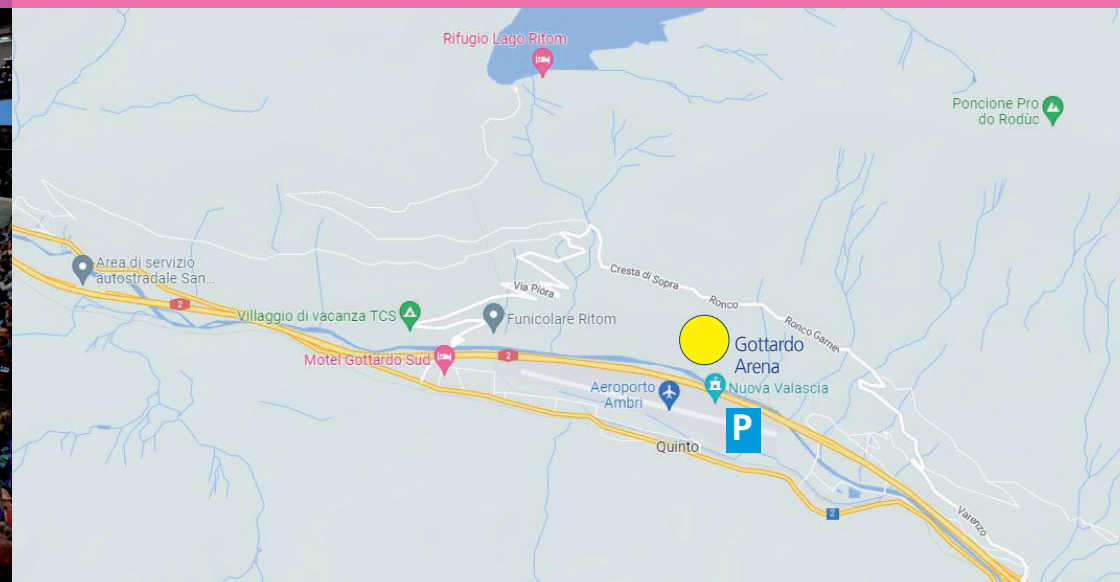 Rifugio Lago Ritom
Poncione Pro
do Rodùc
Area di servizio
autostradale San...
2
Via Piora
Cresta di Sopra
Ronco
Ronco Garne
Villaggio di vacanza TCS
Funicolare Ritom
Motel Gottardo Sud
2
Gottardo
Arena
Aeroporto
Ambri
Nuova Valascia
P
Quinto
2
Varenzo